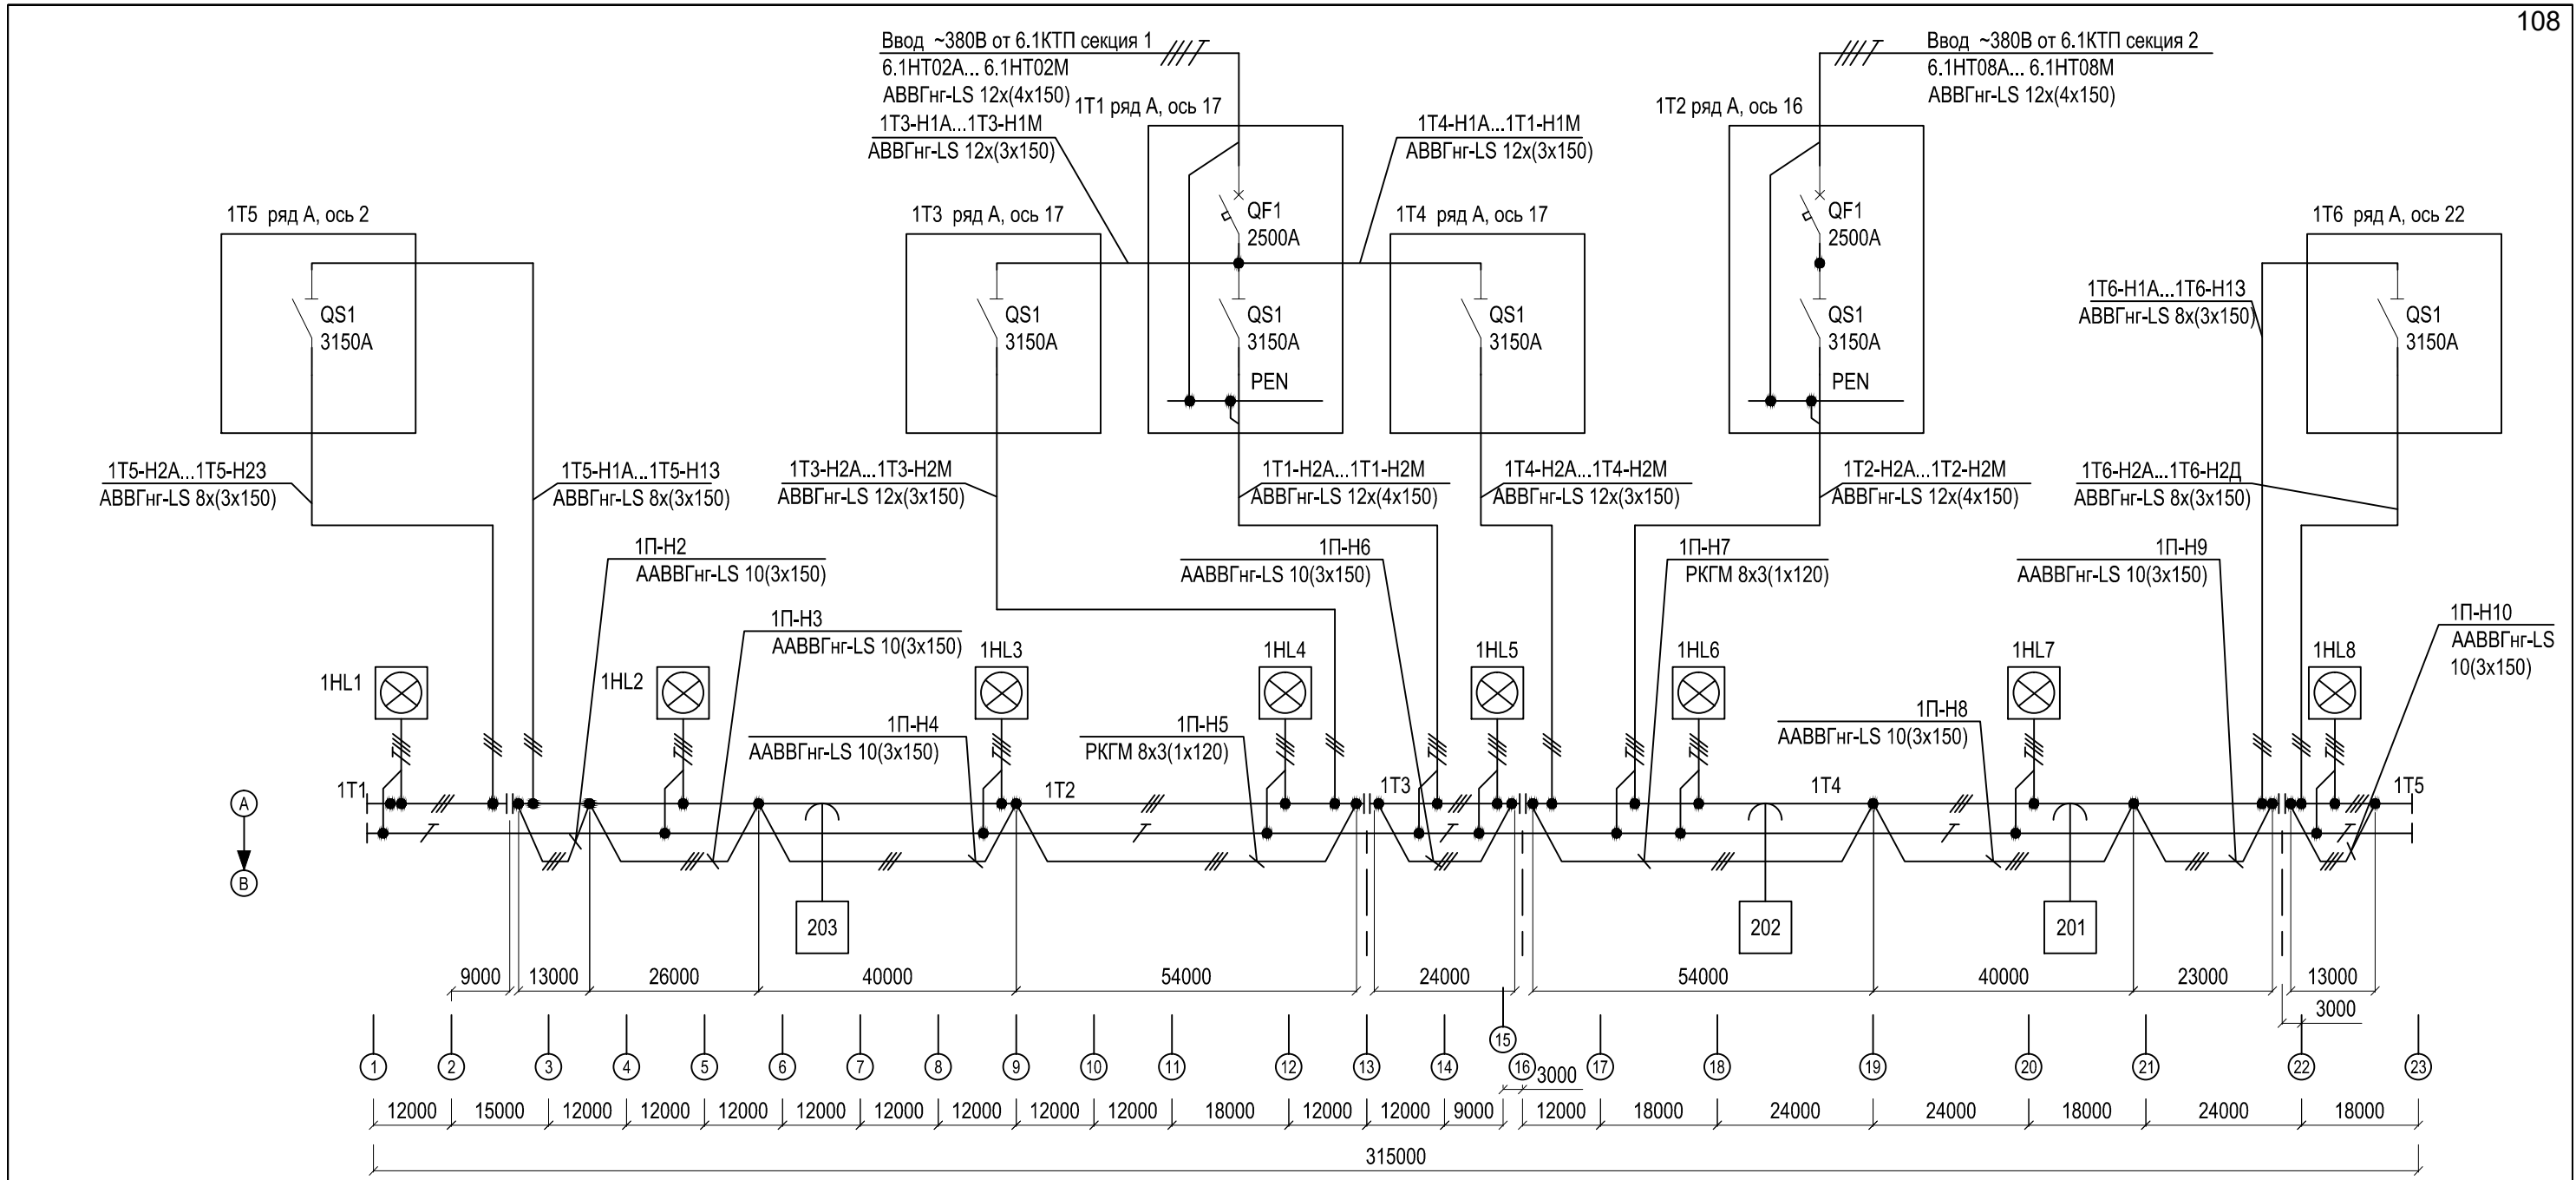 108
Ввод ~380В от 6.1КТП секция 1
6.1НТ02А... 6.1НТ02М
АВВГнг-LS 12х(4х150)
Ввод ~380В от 6.1КТП секция 2
6.1НТ08А... 6.1НТ08М
АВВГнг-LS 12х(4х150)
1Т1 ряд А, ось 17
1Т2 ряд А, ось 16
1Т3-Н1А...1Т3-Н1М
АВВГнг-LS 12х(3х150)
1Т4-Н1А...1Т1-Н1М
АВВГнг-LS 12х(3х150)
1Т5 ряд А, ось 2
1Т3 ряд А, ось 17
1Т4 ряд А, ось 17
1Т6 ряд А, ось 22
QF1
2500А
QF1
2500А
QS1
3150А
QS1
3150А
QS1
3150А
QS1
3150А
QS1
3150А
QS1
3150А
1Т6-Н1А...1Т6-Н13
АВВГнг-LS 8х(3х150)
PEN
PEN
1Т5-Н2А...1Т5-Н23
АВВГнг-LS 8х(3х150)
1Т5-Н1А...1Т5-Н13
АВВГнг-LS 8х(3х150)
1Т3-Н2А...1Т3-Н2М
АВВГнг-LS 12х(3х150)
1Т1-Н2А...1Т1-Н2М
АВВГнг-LS 12х(4х150)
1Т4-Н2А...1Т4-Н2М
АВВГнг-LS 12х(3х150)
1Т2-Н2А...1Т2-Н2М
АВВГнг-LS 12х(4х150)
1Т6-Н2А...1Т6-Н2Д
АВВГнг-LS 8х(3х150)
1П-Н2
ААВВГнг-LS 10(3х150)
1П-Н6
ААВВГнг-LS 10(3х150)
1П-Н7
РКГМ 8х3(1х120)
1П-Н9
ААВВГнг-LS 10(3х150)
1П-Н3
ААВВГнг-LS 10(3х150)
1П-Н10
ААВВГнг-LS
10(3х150)
1HL1
1HL2
1HL3
1HL4
1HL5
1HL6
1HL7
1HL8
1П-Н4
ААВВГнг-LS 10(3х150)
1П-Н5
РКГМ 8х3(1х120)
1П-Н8
ААВВГнг-LS 10(3х150)
1Т1
1Т2
1Т3
1Т4
1Т5
А
В
203
202
201
9000
13000
26000
40000
54000
24000
54000
40000
23000
13000
3000
1
2
3
4
5
6
7
8
9
10
11
12
13
14
15
16
17
18
19
20
21
22
23
3000
12000
15000
12000
12000
12000
12000
12000
12000
12000
12000
18000
12000
12000
9000
12000
18000
24000
24000
18000
24000
18000
315000